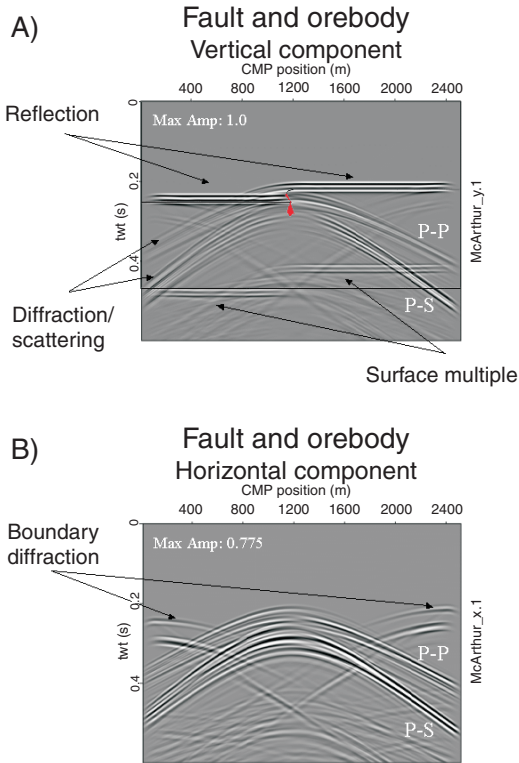 A)
Fault and orebody
Vertical component
CMP position (m)
400 800 1200 1600 2000 2400
0
Max Amp: 1.0
Reflection
0.2
twt (s)
McArthur_y.1
P-P
0.4
P-S
Diffraction/
scattering
Surface multiple
B)
Fault and orebody
Horizontal component
CMP position (m)
400 800 1200 1600 2000 2400
0
Max Amp: 0.775
Boundary
diffraction
0.2
twt (s)
McArthur_x.1
P-P
0.4
P-S